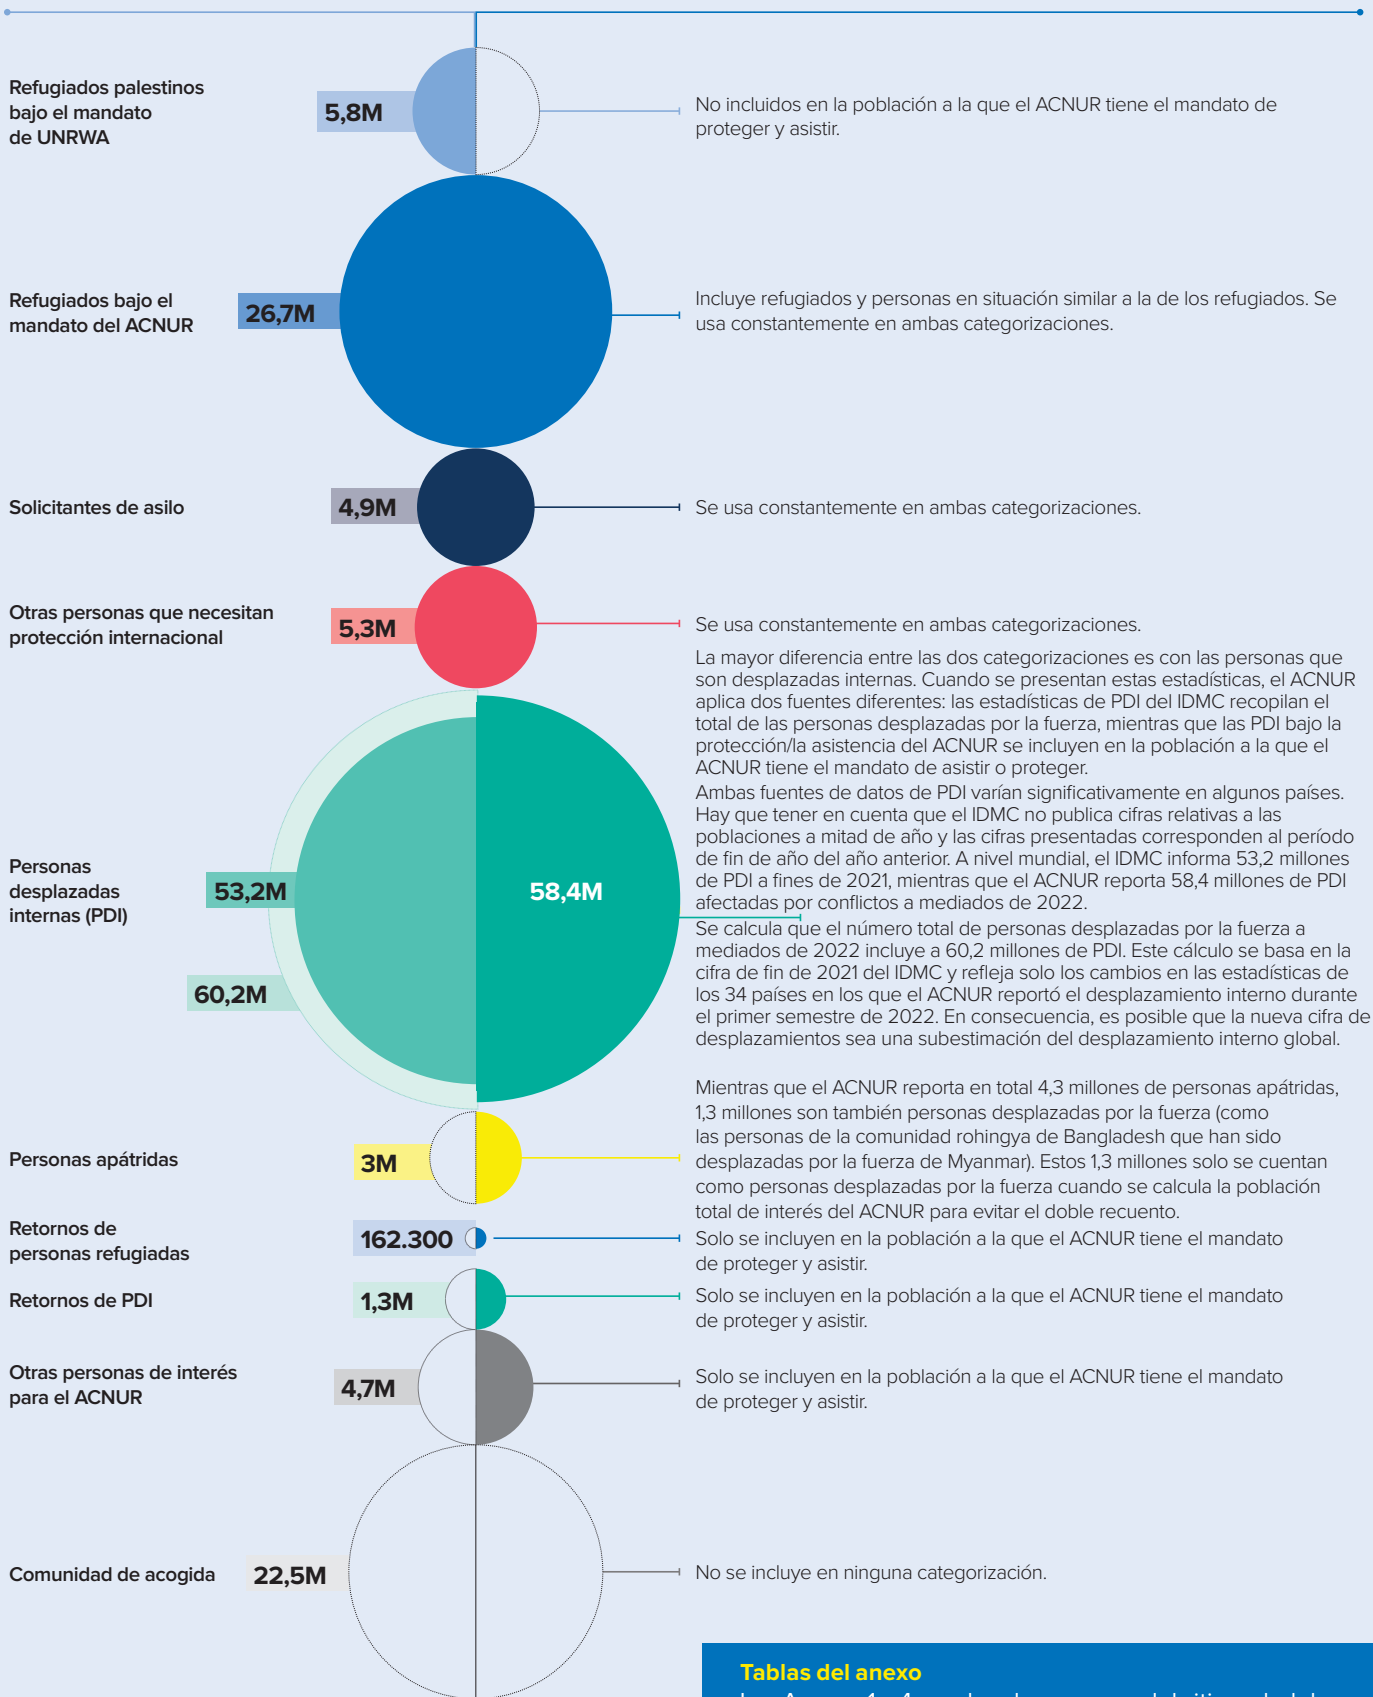 Refugiados palestinos
bajo el mandato
de UNRWA
5,8M
No incluidos en la población a la que el ACNUR tiene el mandato de
proteger y asistir.
Refugiados bajo el
mandato del ACNUR
26,7M
Incluye refugiados y personas en situación similar a la de los refugiados. Se
usa constantemente en ambas categorizaciones.
Solicitantes de asilo
4,9M
Se usa constantemente en ambas categorizaciones.
Otras personas que necesitan
protección internacional
5,3M
Se usa constantemente en ambas categorizaciones.
La mayor diferencia entre las dos categorizaciones es con las personas que
son desplazadas internas. Cuando se presentan estas estadísticas, el ACNUR
aplica dos fuentes diferentes: las estadísticas de PDI del IDMC recopilan el
total de las personas desplazadas por la fuerza, mientras que las PDI bajo la
protección/la asistencia del ACNUR se incluyen en la población a la que el
ACNUR tiene el mandato de asistir o proteger.
Ambas fuentes de datos de PDI varían significativamente en algunos países.
Hay que tener en cuenta que el IDMC no publica cifras relativas a las
poblaciones a mitad de año y las cifras presentadas corresponden al período
de fin de año del año anterior. A nivel mundial, el IDMC informa 53,2 millones
de PDI a fines de 2021, mientras que el ACNUR reporta 58,4 millones de PDI
afectadas por conflictos a mediados de 2022.
Se calcula que el número total de personas desplazadas por la fuerza a
mediados de 2022 incluye a 60,2 millones de PDI. Este cálculo se basa en la
cifra de fin de 2021 del IDMC y refleja solo los cambios en las estadísticas de
los 34 países en los que el ACNUR reportó el desplazamiento interno durante
el primer semestre de 2022. En consecuencia, es posible que la nueva cifra de
desplazamientos sea una subestimación del desplazamiento interno global.
Personas
desplazadas
internas (PDI)
53,2M
58,4M
60,2M
Mientras que el ACNUR reporta en total 4,3 millones de personas apátridas,
1,3 millones son también personas desplazadas por la fuerza (como
las personas de la comunidad rohingya de Bangladesh que han sido
desplazadas por la fuerza de Myanmar). Estos 1,3 millones solo se cuentan
como personas desplazadas por la fuerza cuando se calcula la población
total de interés del ACNUR para evitar el doble recuento.
Personas apátridas
3M
Retornos de
personas refugiadas
162.300
Solo se incluyen en la población a la que el ACNUR tiene el mandato
de proteger y asistir.
Retornos de PDI
1,3M
Solo se incluyen en la población a la que el ACNUR tiene el mandato
de proteger y asistir.
Otras personas de interés
para el ACNUR
4,7M
Solo se incluyen en la población a la que el ACNUR tiene el mandato
de proteger y asistir.
Comunidad de acogida
22,5M
No se incluye en ninguna categorización.
Tablas del anexo